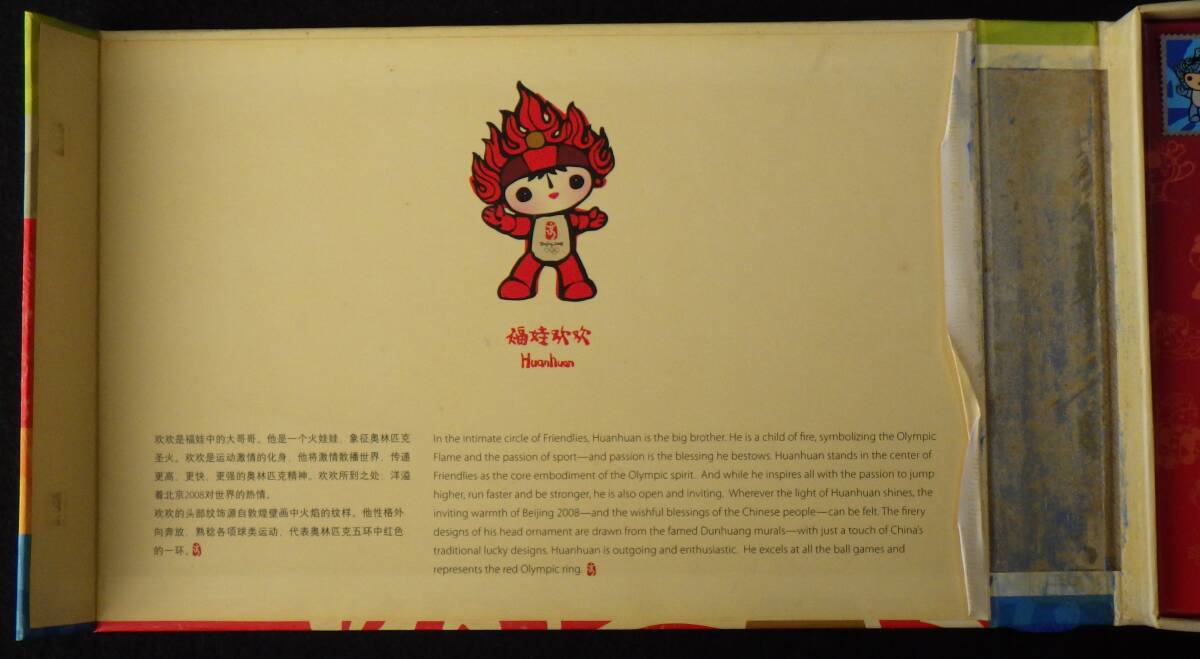 Beijing 2008
福娃欢欢
Huanhuan
欢欢是福娃中的大哥哥。他是一个火娃娃，象征奥林匹克
圣火。欢欢是运动激情的化身，他将激情散播世界，传递
更高、更快、更强的奥林匹克精神。欢欢所到之处，洋溢
着北京2008对世界的热情。
欢欢的头部纹饰源自敦煌壁画中火焰的纹样。他性格外
向奔放，熟稔各项球类运动，代表奥林匹克五环中红色
的一环。
In the intimate circle of Friendlies, Huanhuan is the big brother. He is a child of fire, symbolizing the Olympic
Flame and the passion of sport—and passion is the blessing he bestows. Huanhuan stands in the center of
Friendlies as the core embodiment of the Olympic spirit. And while he inspires all with the passion to jump
higher, run faster and be stronger, he is also open and inviting. Wherever the light of Huanhuan shines, the
inviting warmth of Beijing 2008—and the wishful blessings of the Chinese people—can be felt. The fiery
designs of his head ornament are drawn from the famed Dunhuang murals—with just a touch of China's
traditional lucky designs. Huanhuan is outgoing and enthusiastic. He excels at all the ball games and
represents the red Olympic ring.